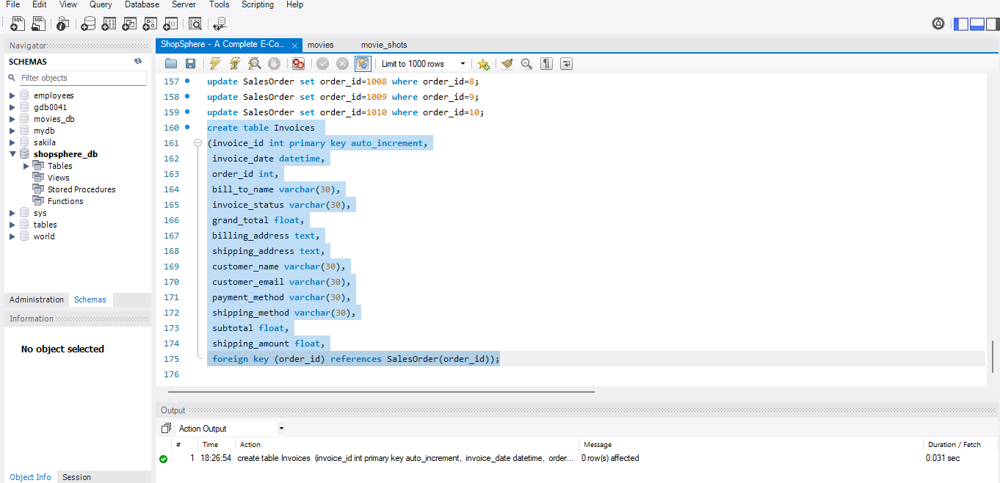 File Edit View Query Database Server Tools Scripting Help
Navigator
SCHEMAS
Filter objects
employees
gdb0041
movies_db
mydb
sakila
shopsphere_db
Tables
Views
Stored Procedures
Functions
sys
tables
world
Administration Schemas
Information
No object selected
Object Info Session
ShopSphere - A Complete E-Co... movies movie_shots
Limit to 1000 rows
157 update SalesOrder set order_id=1008 where order_id=8;
158 update SalesOrder set order_id=1009 where order_id=9;
159 update SalesOrder set order_id=1010 where order_id=10;
160 create table Invoices
161 (invoice_id int primary key auto_increment,
162 invoice_date datetime,
163 order_id int,
164 bill_to_name varchar(30),
165 invoice_status varchar(30),
166 grand_total float,
167 billing_address text,
168 shipping_address text,
169 customer_name varchar(30),
170 customer_email varchar(30),
171 payment_method varchar(30),
172 shipping_method varchar(30),
173 subtotal float,
174 shipping_amount float,
175 foreign key (order_id) references SalesOrder(order_id));
176
Output
Action Output
# Time Action Message Duration / Fetch
1 18:26:54 create table Invoices (invoice_id int primary key auto_increment, invoice_date datetime, order... 0 row(s) affected 0.031 sec